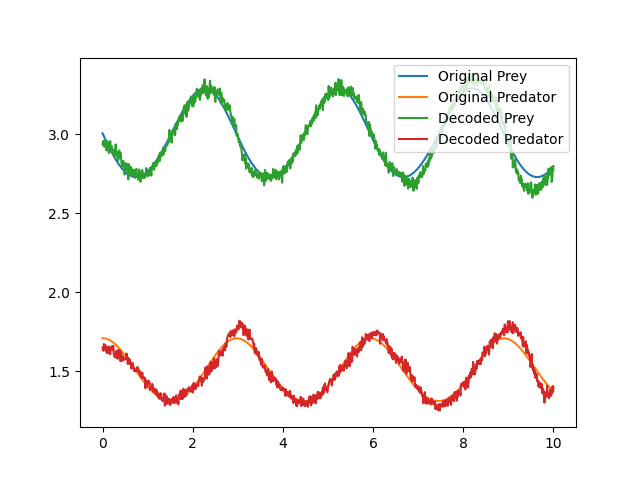 Original Prey
Original Predator
Decoded Prey
Decoded Predator
3.0
2.5
2.0
1.5
0 2 4 6 8 10